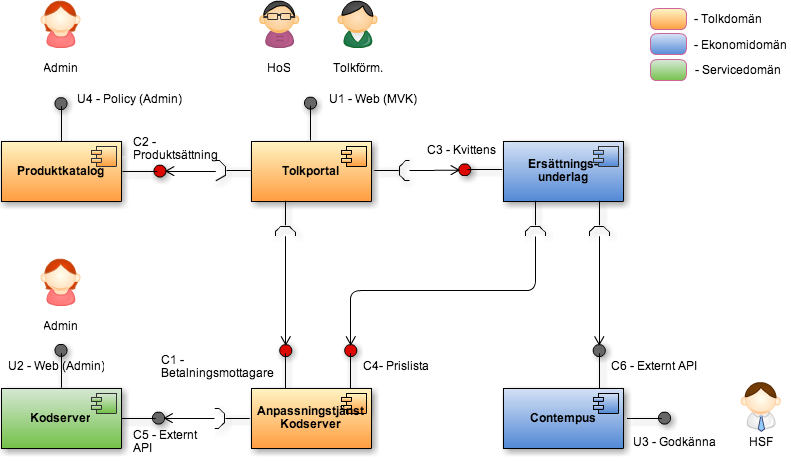 - Tolkdomän
- Ekonomidomän
- Servicedomän
Admin
HoS
Tolkförm.
U4 - Policy (Admin)
U1 - Web (MVK)
C2 -
Produktsättning
C3 - Kvittens
Produktkatalog
Tolkportal
Ersättnings-
underlag
Admin
U2 - Web (Admin)
C1 -
Betalningsmottagare
C4- Prislista
C6 - Externt API
Kodserver
C5 - Externt
API
Anpassningstjänst
Kodserver
Contempus
U3 - Godkänna
HSF